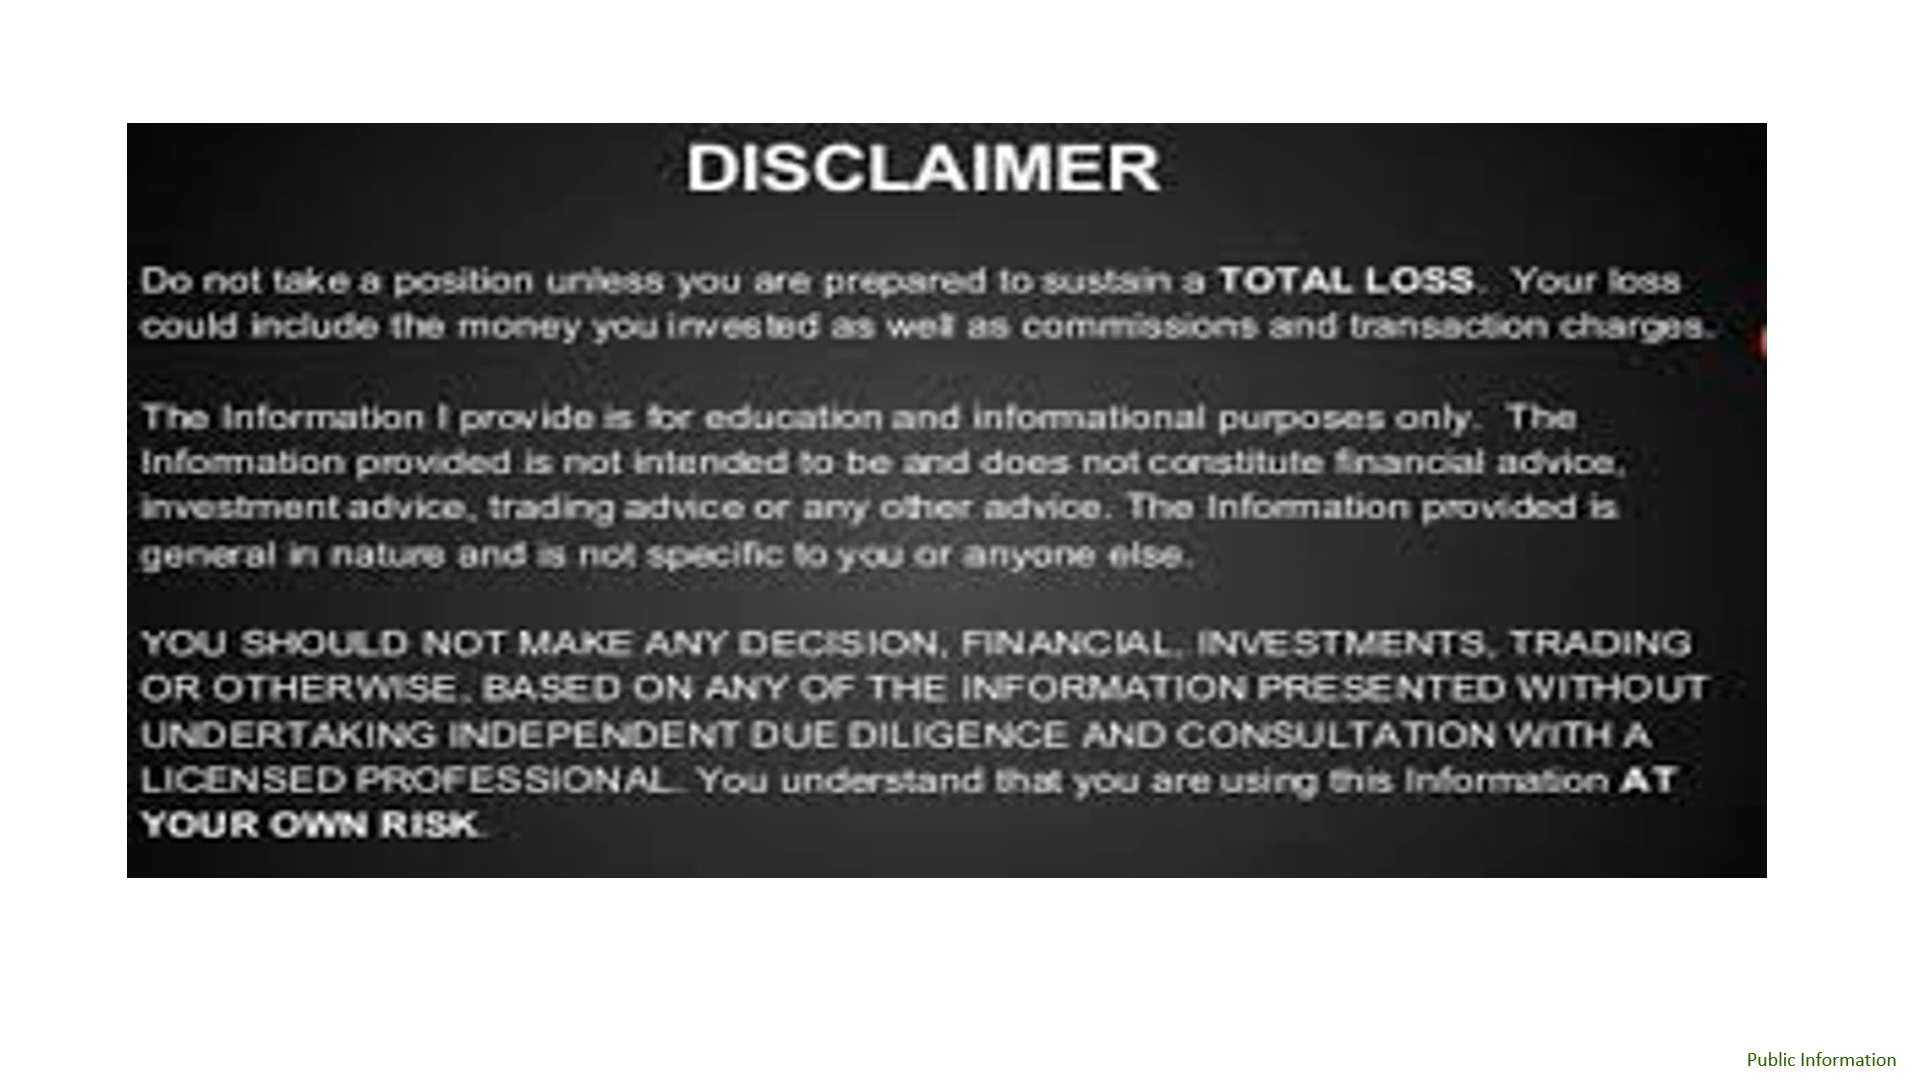 DISCLAIMER
Do not take a position unless you are prepared to sustain a TOTAL LOSS. Your loss
could include the money you invested as well as commissions and transaction charges.
The Information I provide is for education and informational purposes only. The
Information provided is not intended to be and does not constitute financial advice,
investment advice, trading advice or any other advice. The Information provided is
general in nature and is not specific to you or anyone else.
YOU SHOULD NOT MAKE ANY DECISION, FINANCIAL, INVESTMENTS, TRADING
OR OTHERWISE, BASED ON ANY OF THE INFORMATION PRESENTED WITHOUT
UNDERTAKING INDEPENDENT DUE DILIGENCE AND CONSULTATION WITH A
LICENSED PROFESSIONAL. You understand that you are using this Information AT
YOUR OWN RISK.
Public Information